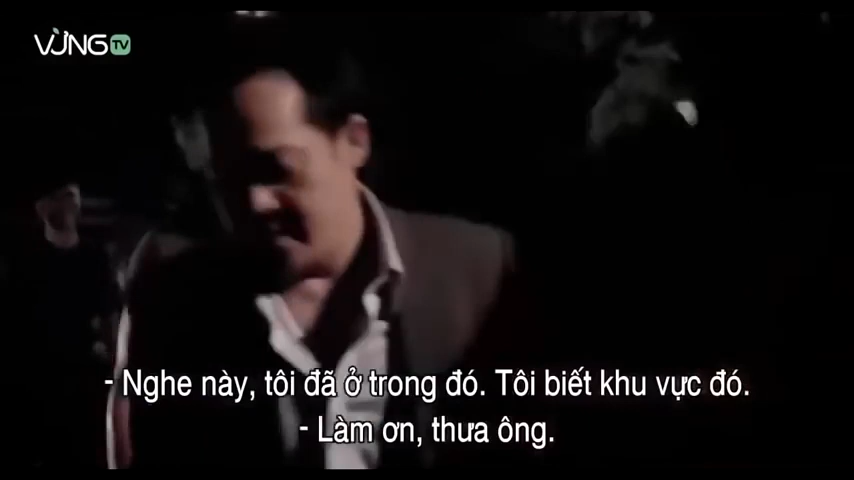 VỪNG TV
- Nghe này, tôi đã ở trong đó. Tôi biết khu vực đó.
- Làm ơn, thưa ông.